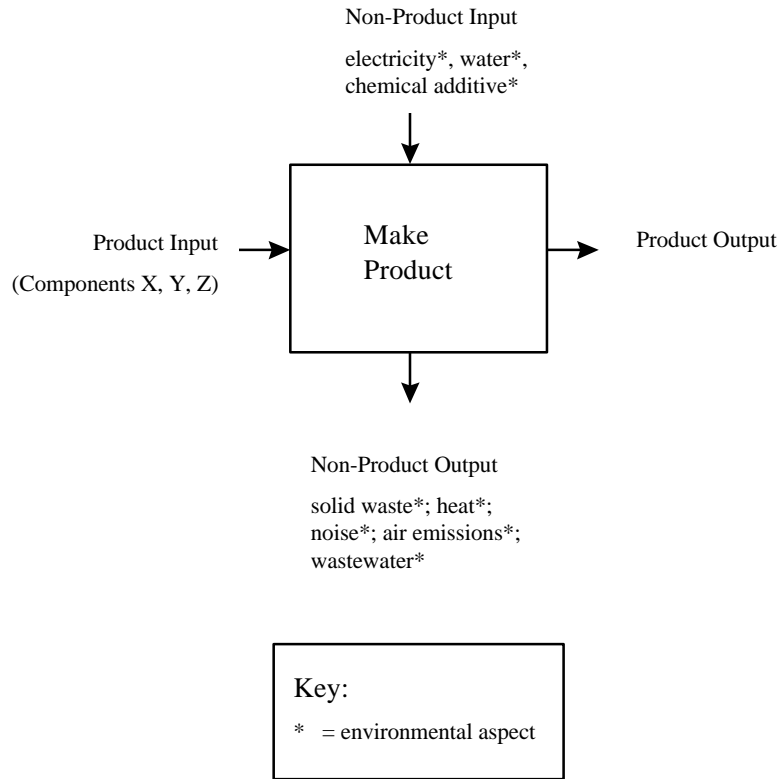 Non-Product Input
electricity*, water*,
chemical additive*
Product Input
(Components X, Y, Z)
Make
Product
Product Output
Non-Product Output
solid waste*; heat*;
noise*; air emissions*;
wastewater*
Key:
* = environmental aspect